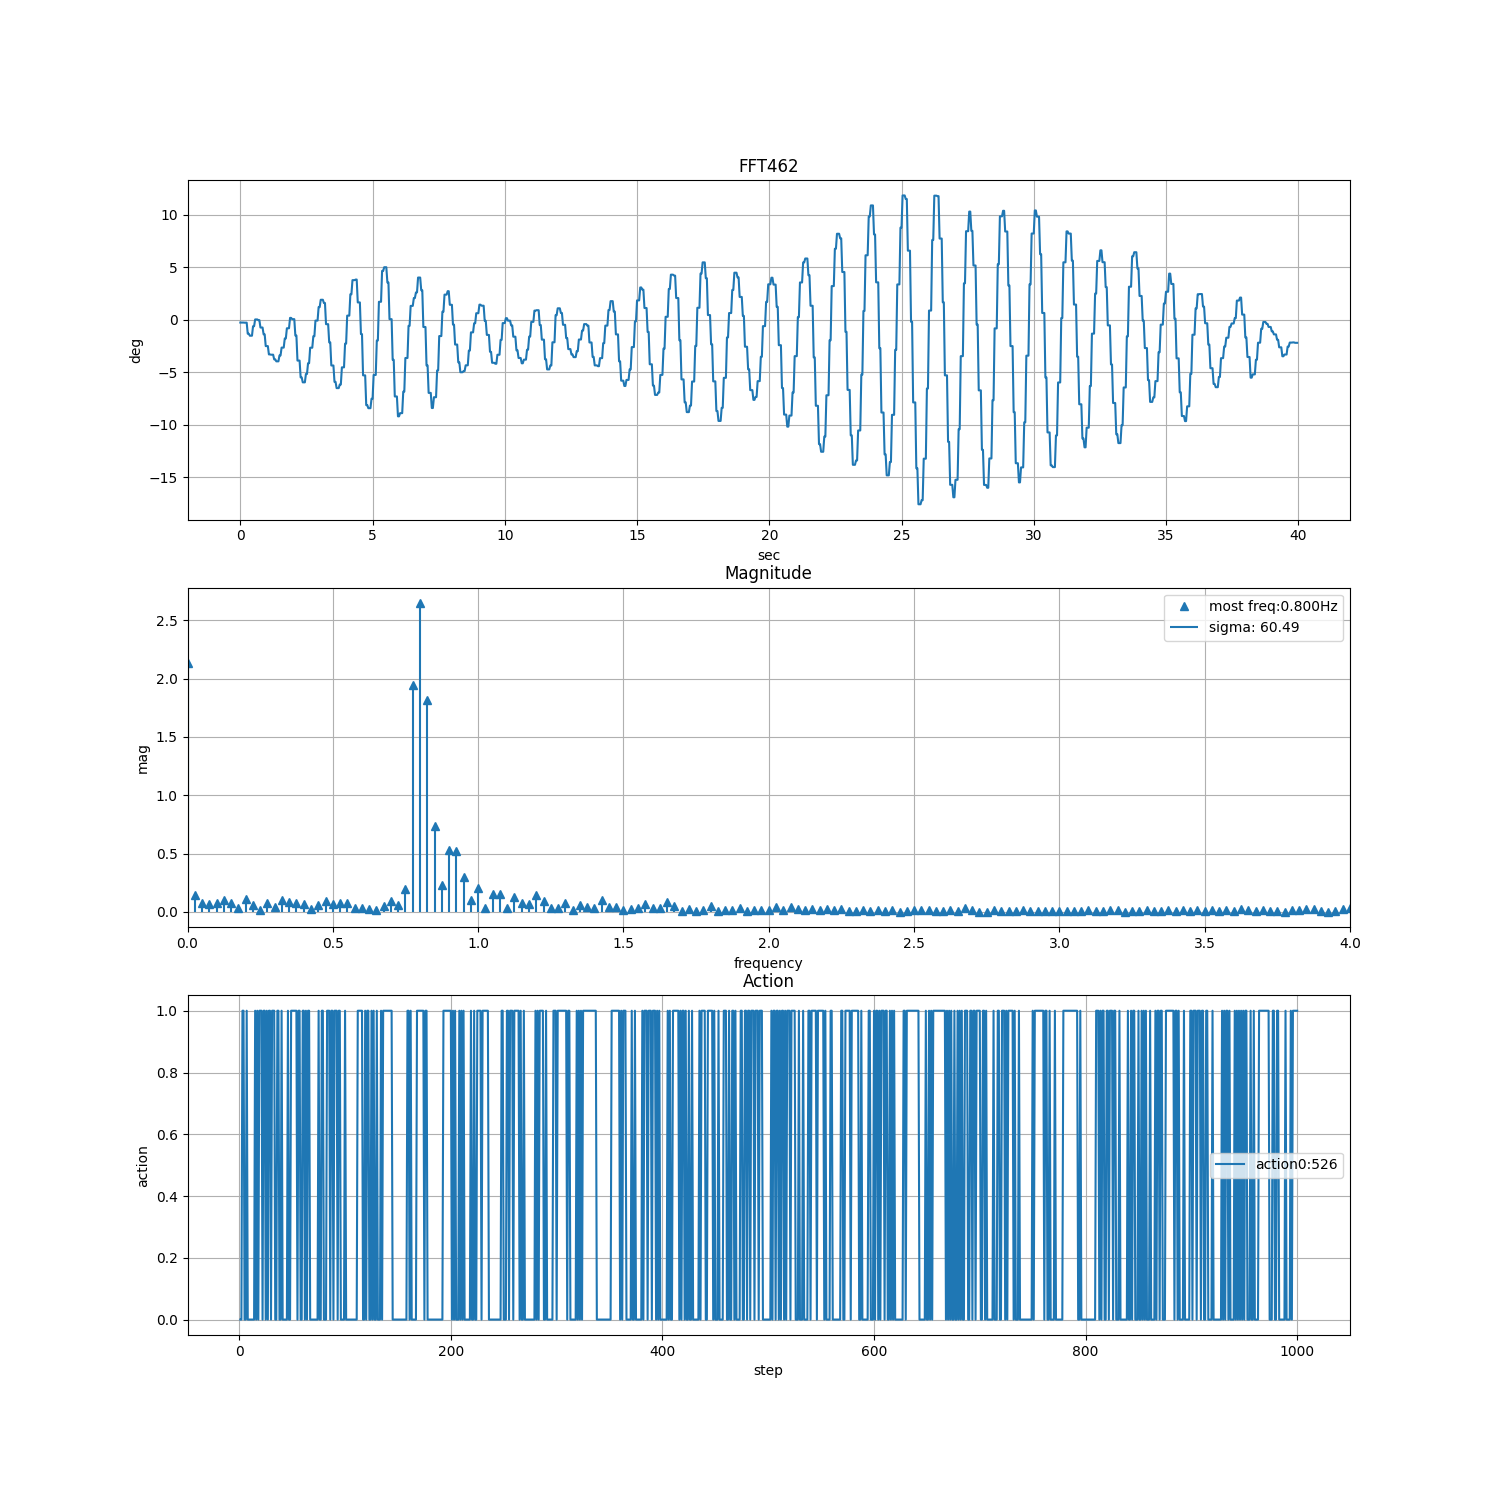 FFT462
10
5
0
−5
−10
−15
deg
0 5 10 15 20 25 30 35 40
sec
Magnitude
most freq:0.800Hz
sigma: 60.49
2.5
2.0
1.5
1.0
0.5
0.0
mag
0.0 0.5 1.0 1.5 2.0 2.5 3.0 3.5 4.0
frequency
Action
1.0
0.8
0.6
0.4
0.2
0.0
action
action0:526
0 200 400 600 800 1000
step